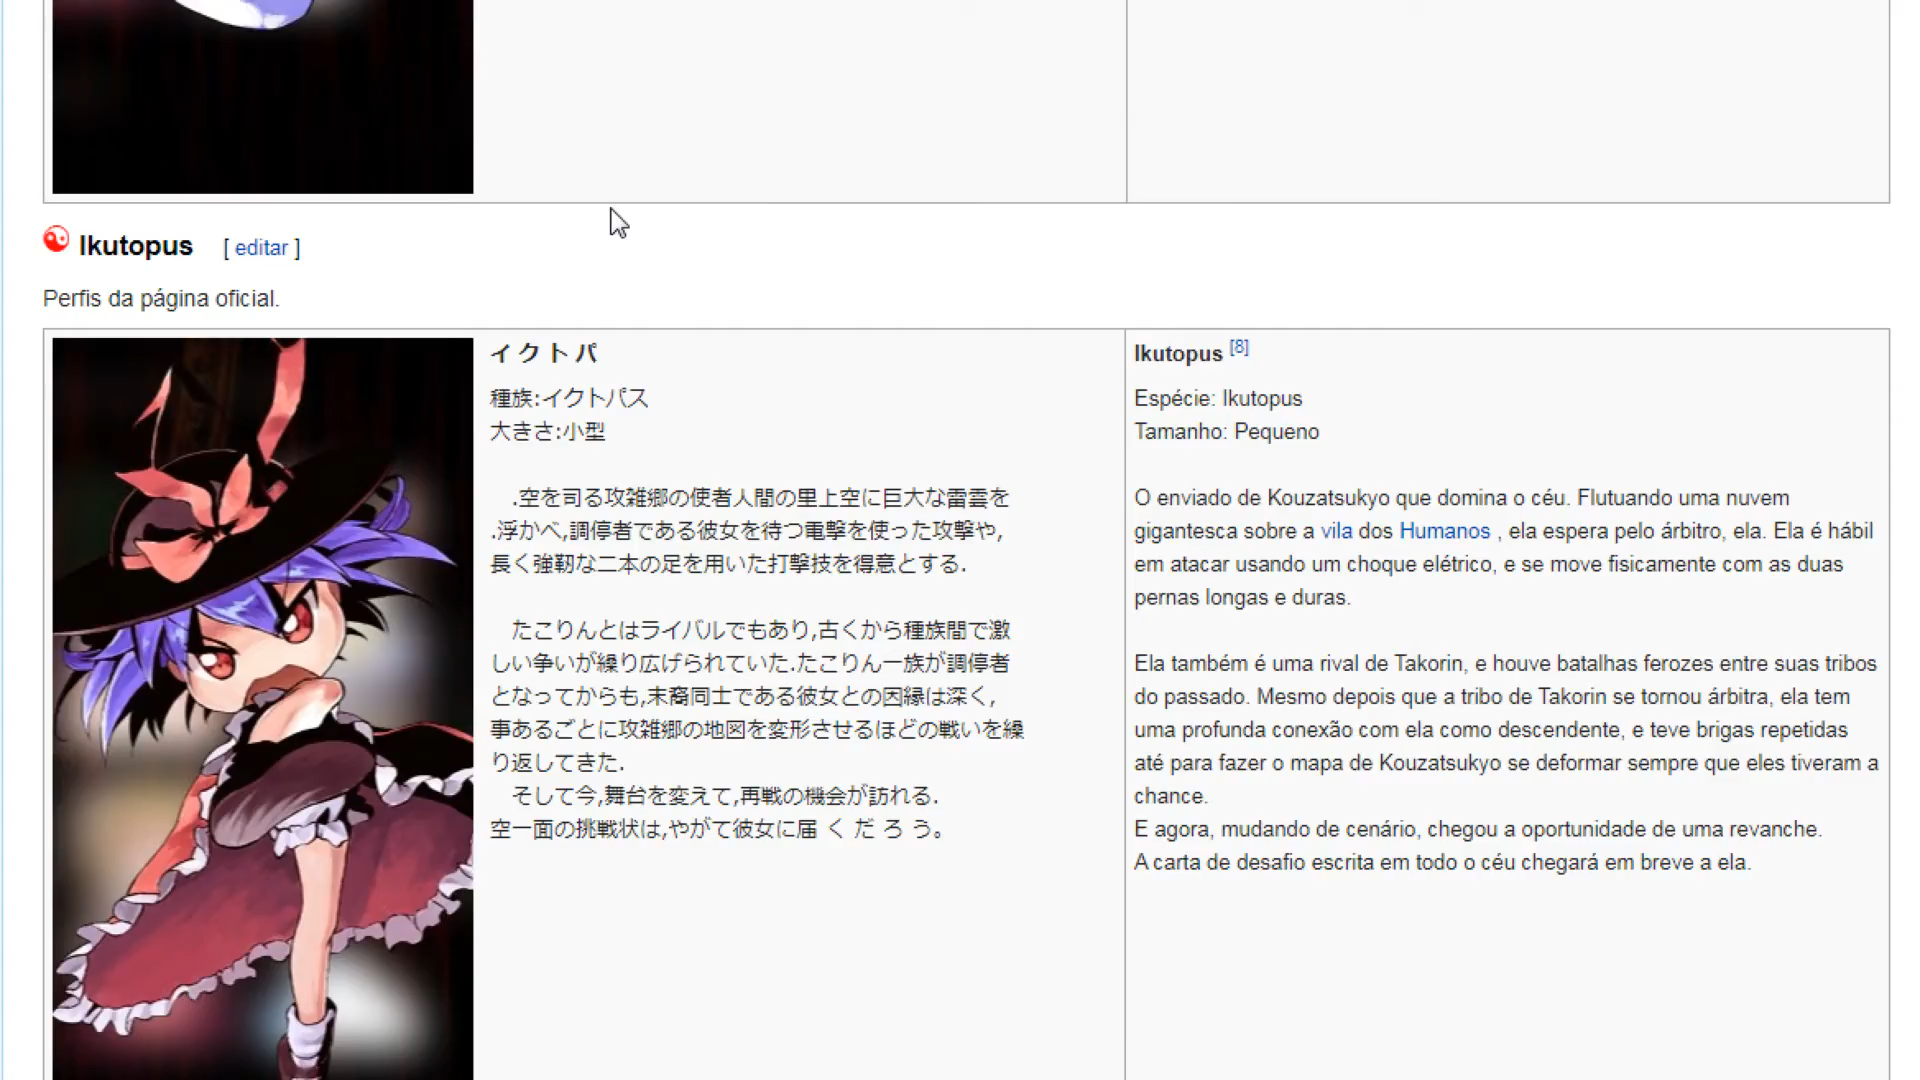 Ikutopus [ editar ]
Perfis da página oficial.
イ ク ト パ
種族:イクトパス
大きさ:小型
.空を司る攻雑郷の使者人間の里上空に巨大な雷雲を
.浮かべ,調停者である彼女を待つ電撃を使った攻撃や,
長く強靭な二本の足を用いた打撃技を得意とする.
たこりんとはライバルでもあり,古くから種族間で激
しい争いが繰り広げられていた.たこりん一族が調停者
となってからも,末裔同士である彼女との因縁は深く,
事あるごとに攻雑郷の地図を変形させるほどの戦いを繰
り返してきた.
そして今,舞台を変えて,再戦の機会が訪れる.
空一面の挑戦状は,やがて彼女に届 く だ ろ う。
Ikutopus [8]
Espécie: Ikutopus
Tamanho: Pequeno
O enviado de Kouzatsukyo que domina o céu. Flutuando uma nuvem
gigantesca sobre a vila dos Humanos , ela espera pelo árbitro, ela. Ela é hábil
em atacar usando um choque elétrico, e se move fisicamente com as duas
pernas longas e duras.
Ela também é uma rival de Takorin, e houve batalhas ferozes entre suas tribos
do passado. Mesmo depois que a tribo de Takorin se tornou árbitra, ela tem
uma profunda conexão com ela como descendente, e teve brigas repetidas
até para fazer o mapa de Kouzatsukyo se deformar sempre que eles tiveram a
chance.
E agora, mudando de cenário, chegou a oportunidade de uma revanche.
A carta de desafio escrita em todo o céu chegará em breve a ela.